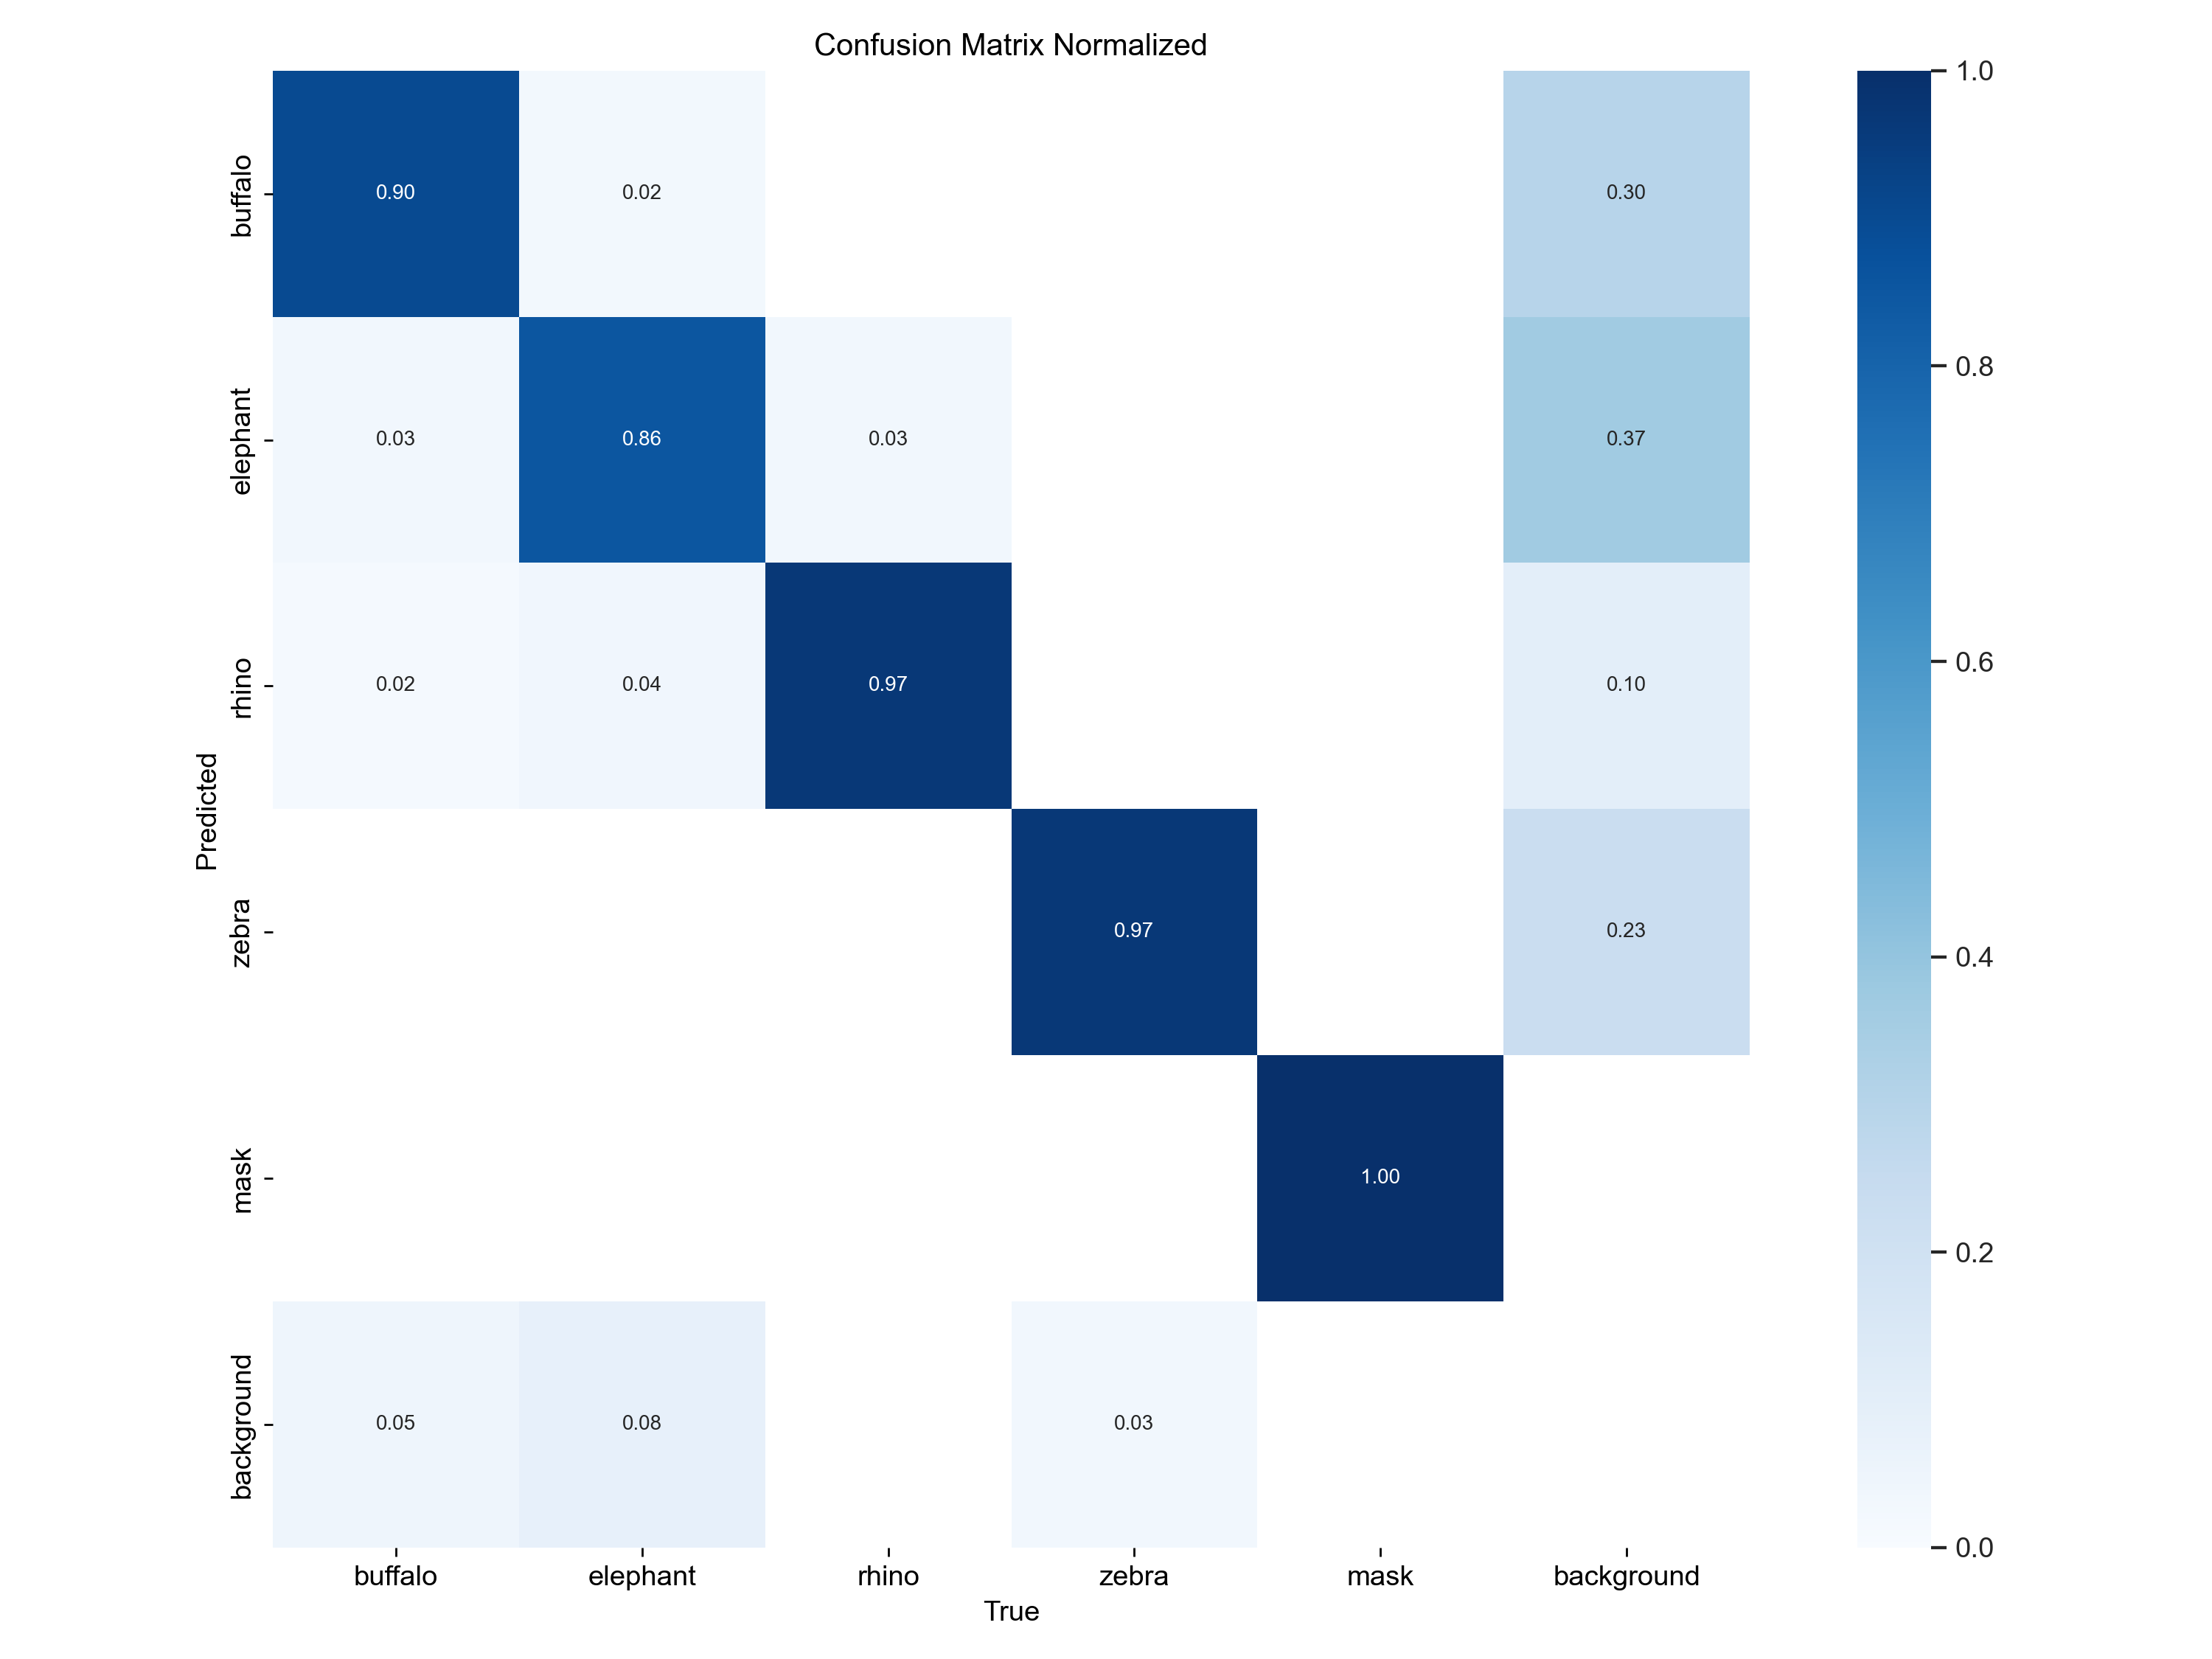 Confusion Matrix Normalized
buffalo
0.90
0.02
0.30
elephant
0.03
0.86
0.03
0.37
rhino
0.02
0.04
0.97
0.10
zebra
0.97
0.23
mask
1.00
background
0.05
0.08
0.03
Predicted
buffalo
elephant
rhino
zebra
mask
background
True
1.0
0.8
0.6
0.4
0.2
0.0